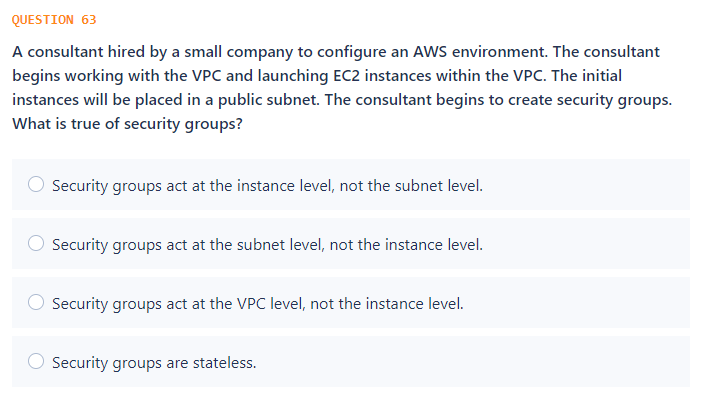 QUESTION 63
A consultant hired by a small company to configure an AWS environment. The consultant
begins working with the VPC and launching EC2 instances within the VPC. The initial
instances will be placed in a public subnet. The consultant begins to create security groups.
What is true of security groups?
Security groups act at the instance level, not the subnet level.
Security groups act at the subnet level, not the instance level.
Security groups act at the VPC level, not the instance level.
Security groups are stateless.